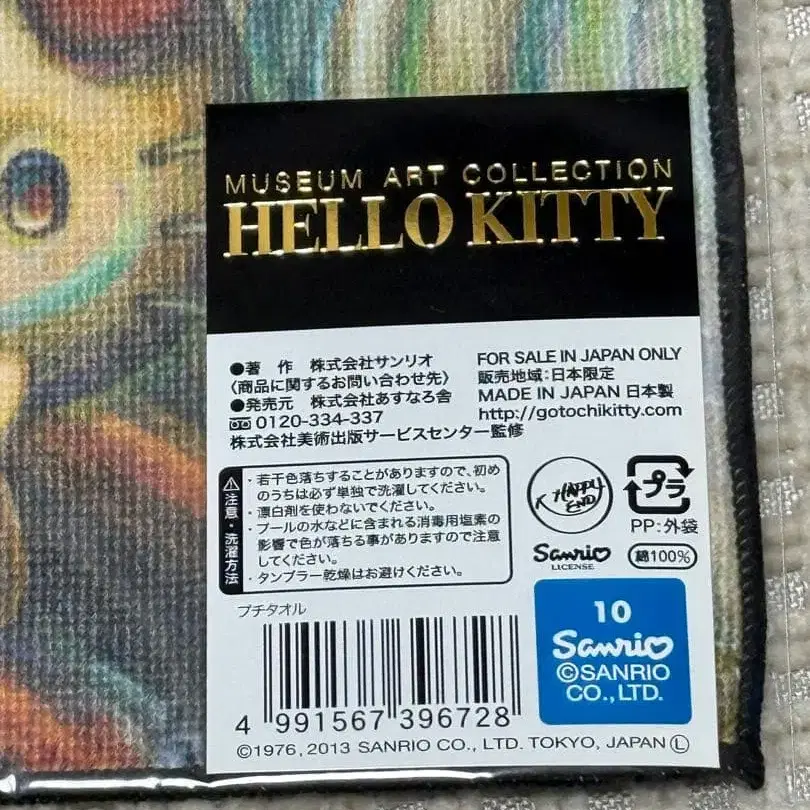 MUSEUM ART COLLECTION
HELLO KITTY
●著 作 株式会社サンリオ
〈商品に関するお問い合わせ先〉
●発売元 株式会社あすなろ舎
0120-334-337
株式会社美術出版サービスセンター監修
FOR SALE IN JAPAN ONLY
販売地域:日本限定
MADE IN JAPAN 日本製
http://gotochikitty.com
注意・洗濯方法
・若干色落ちすることがありますので、初め
のうちは必ず単独で洗濯してください。
・漂白剤を使わないでください。
・プールの水などに含まれる消毒用塩素の
影響で色が落ちる事がありますので注意
してください。
・タンブラー乾燥はお避けください。
HAPPY
END
プラ
PP:外袋
Sanrio
LICENSE
綿100%
プチタオル
4 991567 396728
10
Sanrio
©SANRIO
CO.,LTD.
©1976, 2013 SANRIO CO., LTD. TOKYO, JAPAN Ⓛ